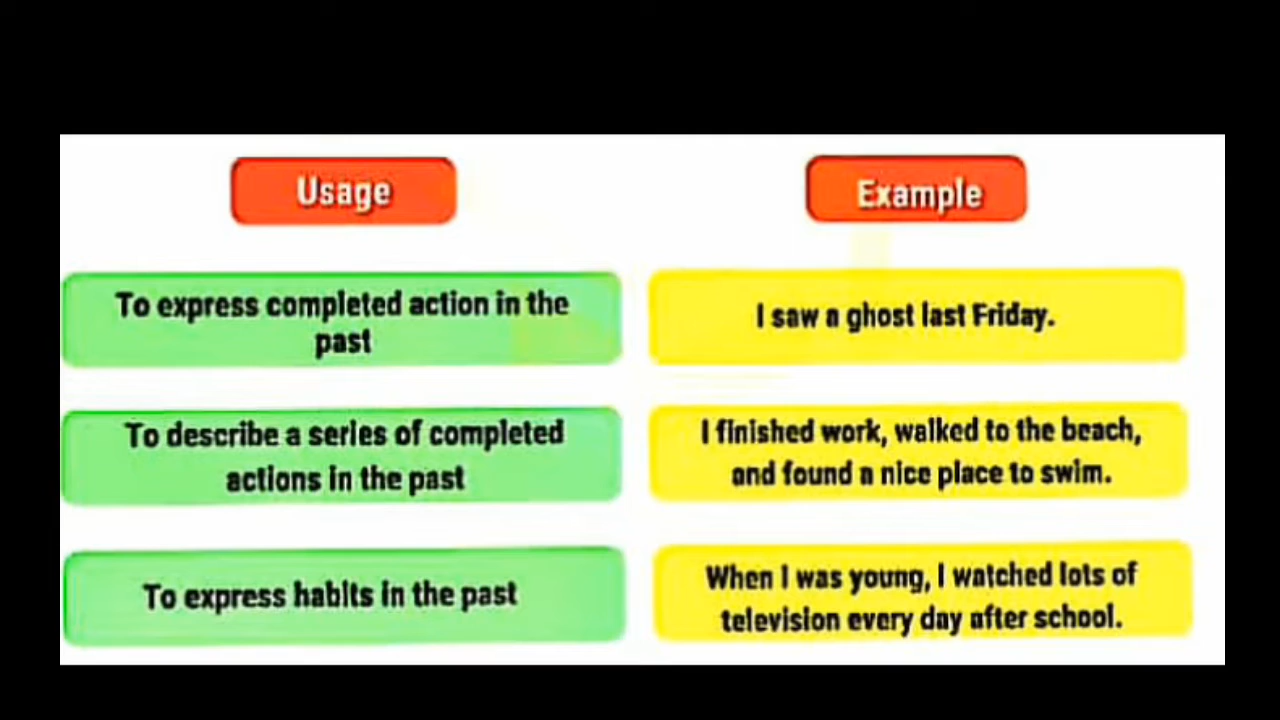 Usage
Example
To express completed action in the
past
I saw a ghost last Friday.
To describe a series of completed
actions in the past
I finished work, walked to the beach,
and found a nice place to swim.
To express habits in the past
When I was young, I watched lots of
television every day after school.